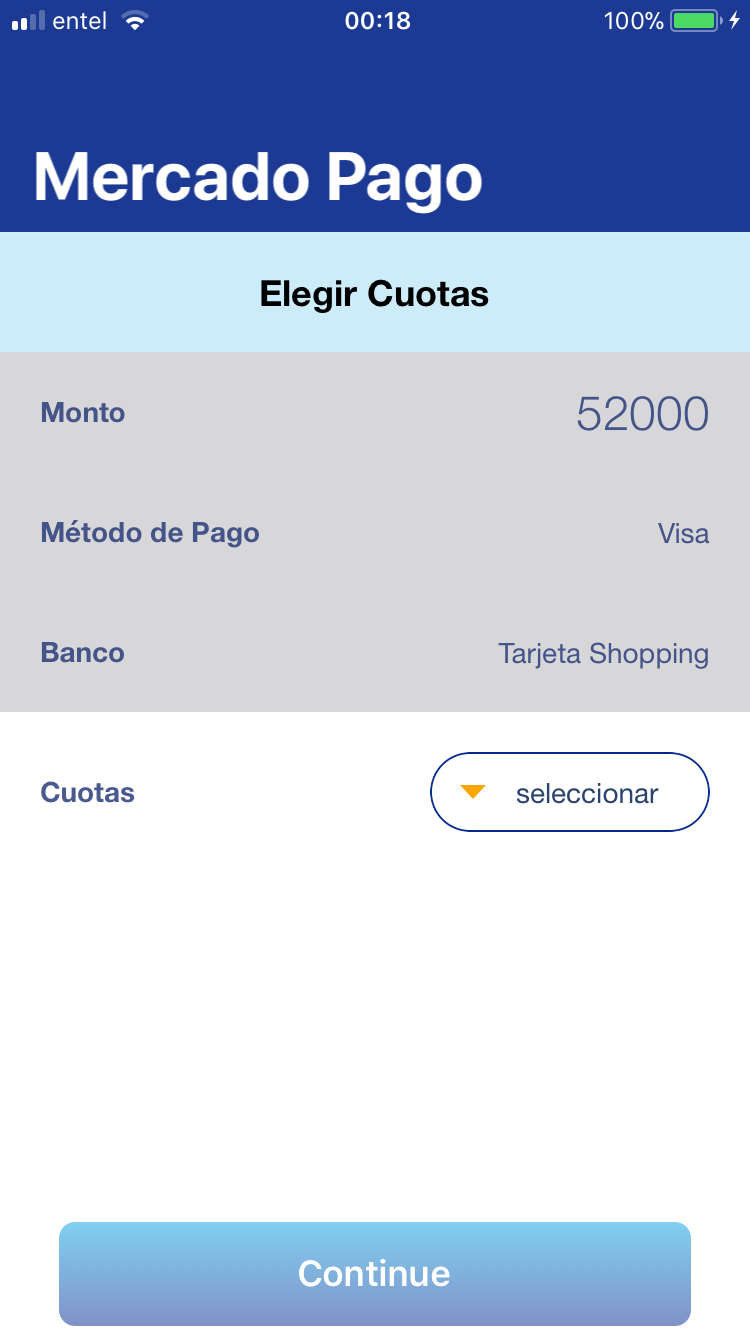 entel 00:18 100%
Mercado Pago
Elegir Cuotas
Monto 52000
Método de Pago Visa
Banco Tarjeta Shopping
Cuotas seleccionar
Continue